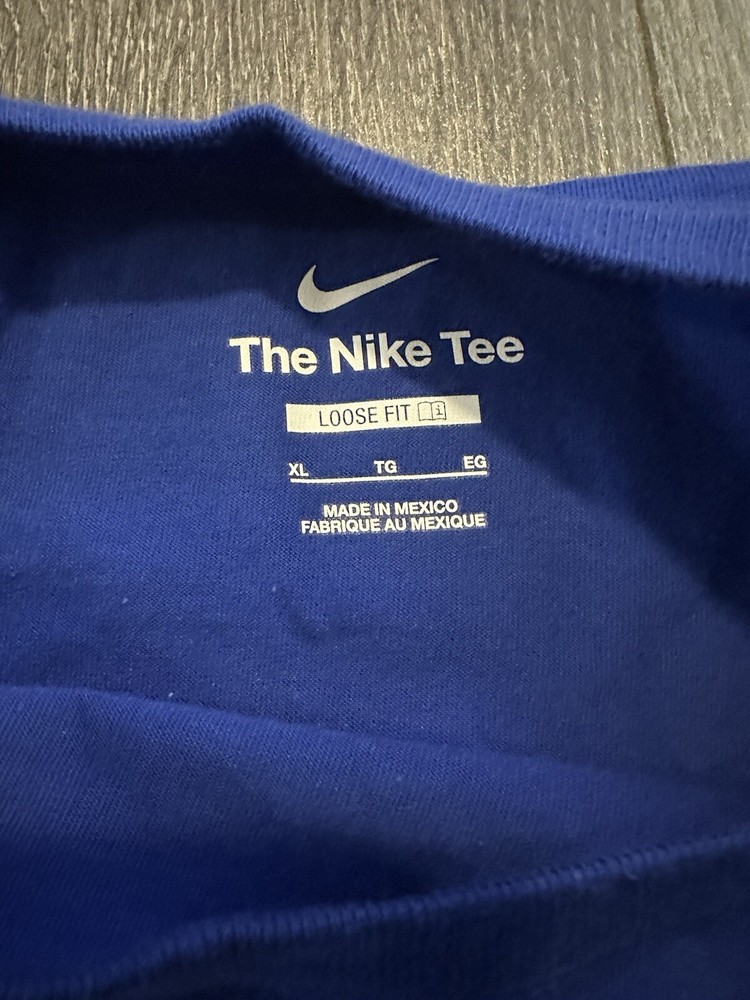 The Nike Tee
LOOSE FIT
XL TG EG
MADE IN MEXICO
FABRIQUE AU MEXIQUE